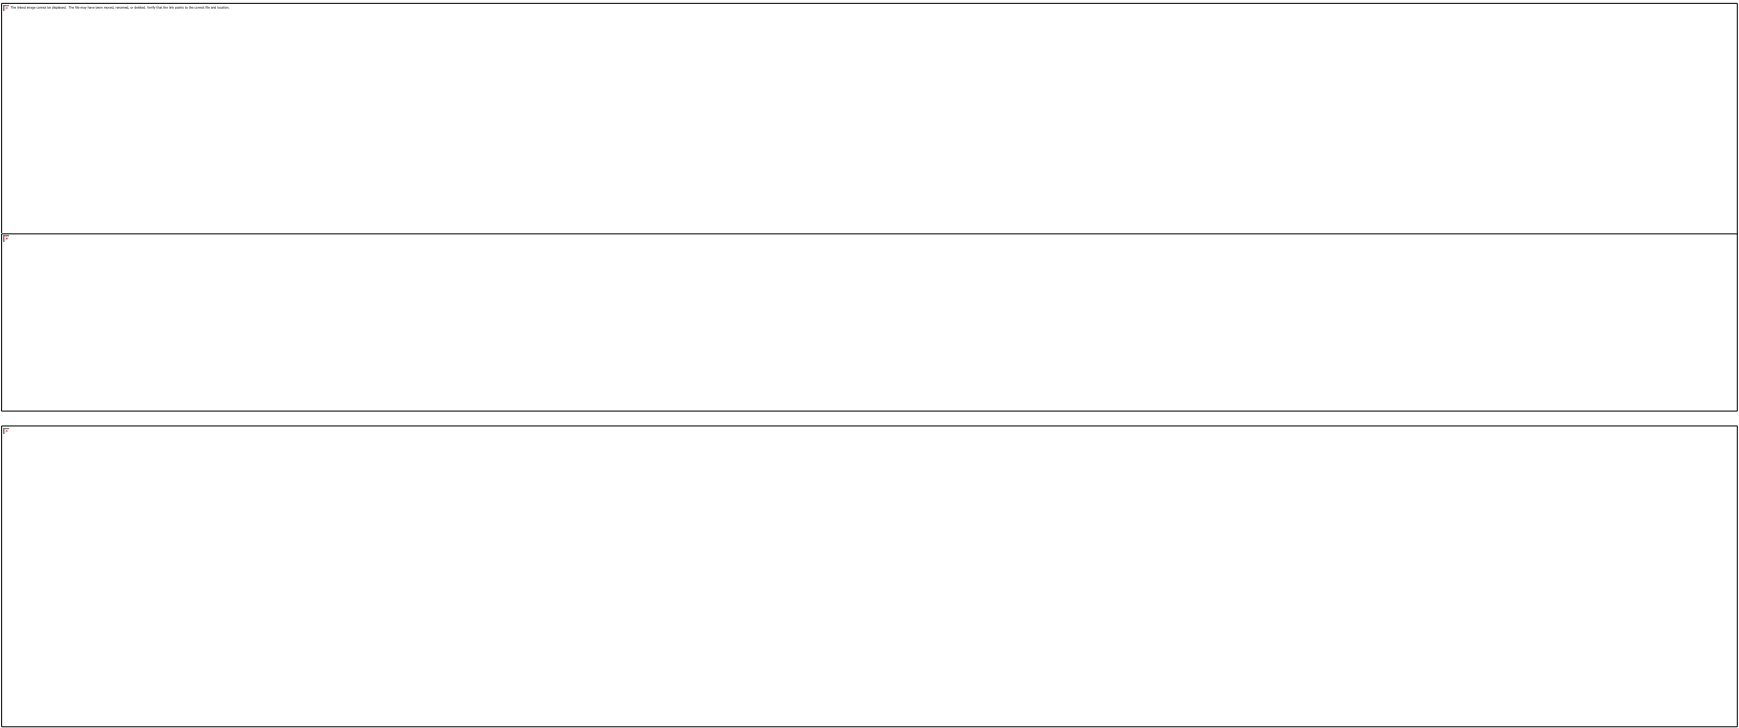 The linked image cannot be displayed. The file may have been moved, renamed, or deleted. Verify that the link points to the correct file and location.